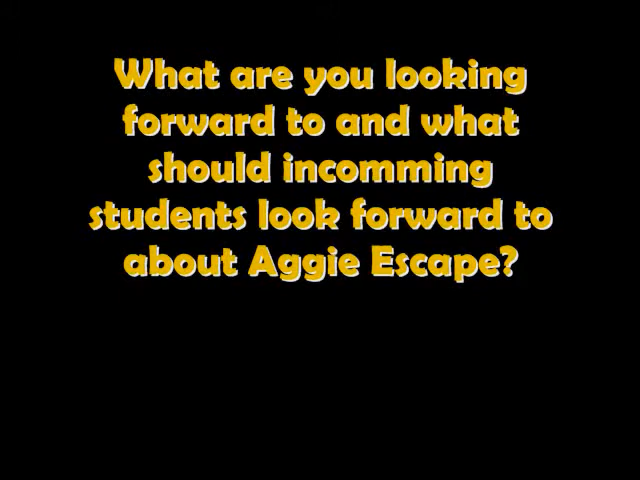 What are you looking
forward to and what
should incomming
students look forward to
about Aggie Escape?